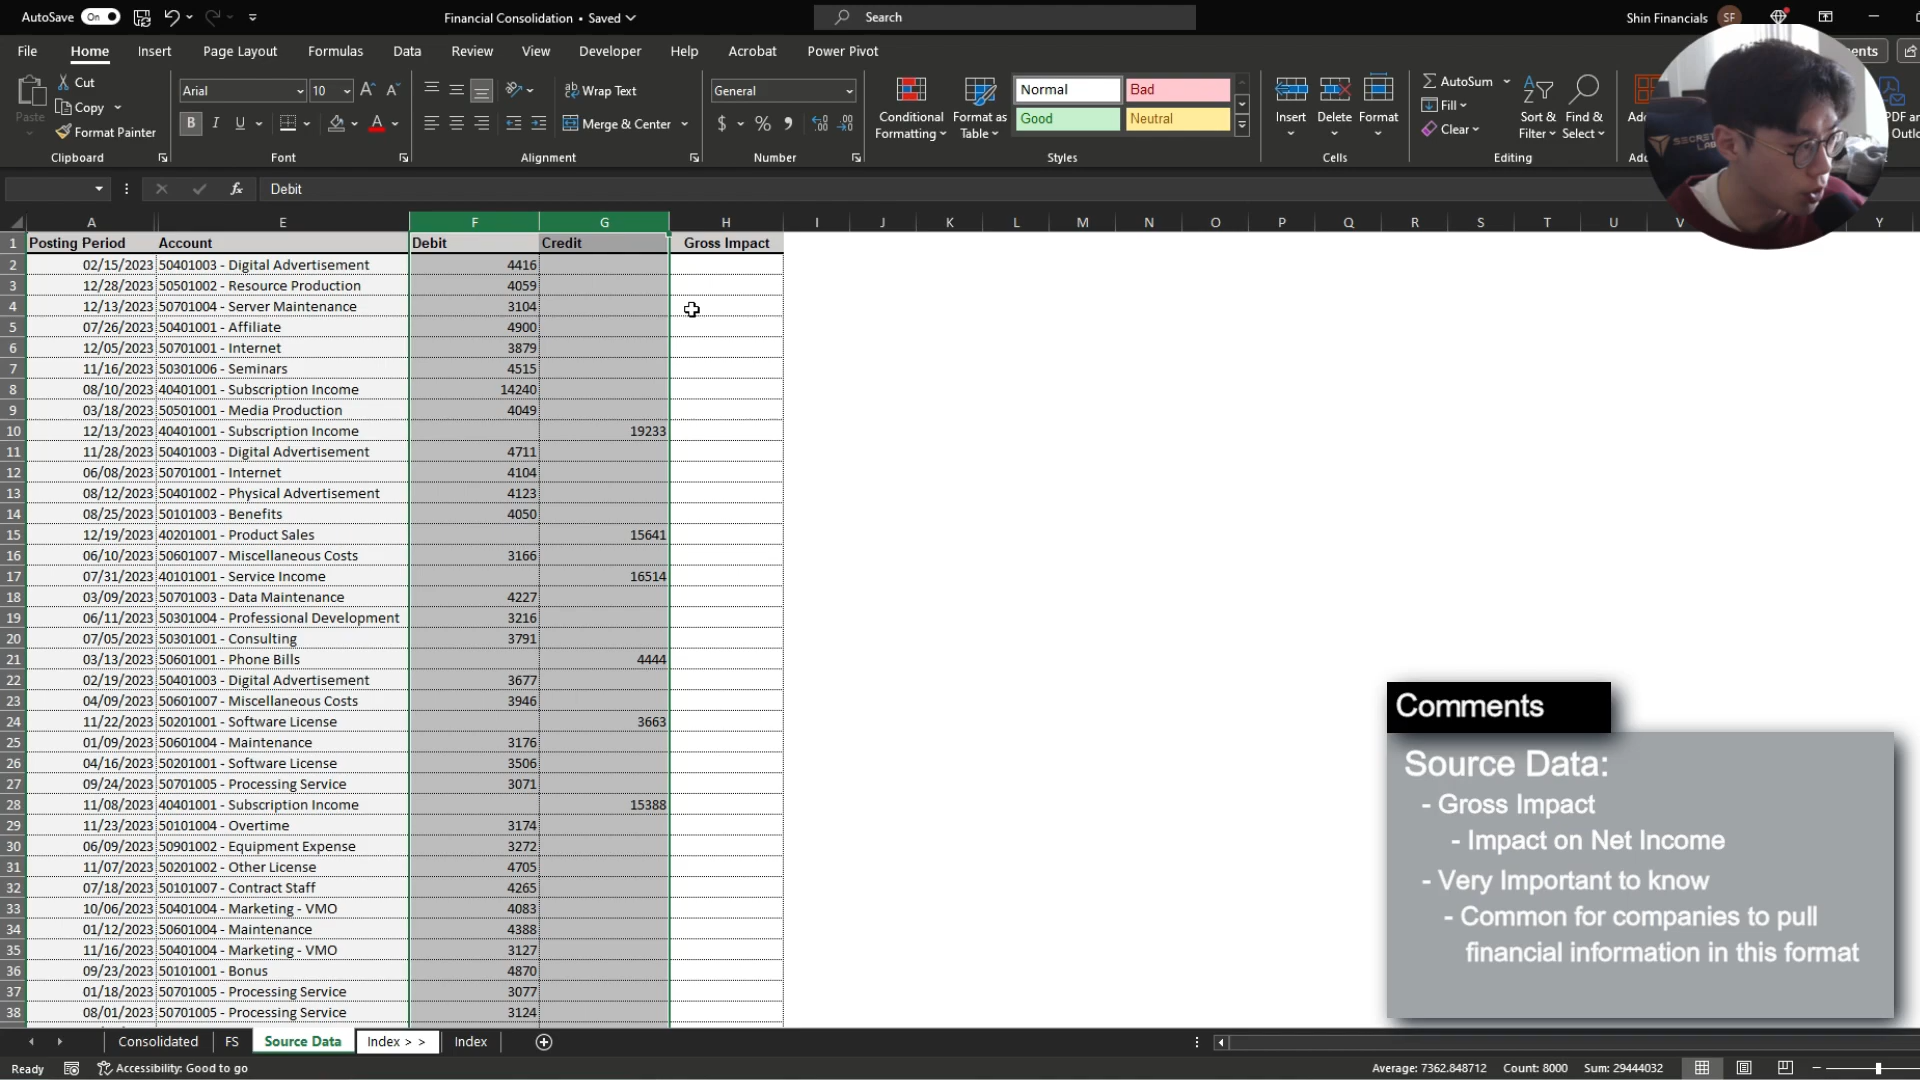 AutoSave On Financial Consolidation • Saved Search Shin Financials SF
File Home Insert Page Layout Formulas Data Review View Developer Help Acrobat Power Pivot
Paste Cut Copy Format Painter Clipboard
Arial 10 B I U Font
Wrap Text Merge & Center Alignment
General $ % Number
Conditional Formatting Format as Table Normal Bad Good Neutral Styles
Insert Delete Format Cells
AutoSum Fill Clear Sort & Filter Find & Select Editing
fx Debit
A E F G H I J K L M N O P Q R S T U V Y
1 Posting Period Account Debit Credit Gross Impact
2 02/15/2023 50401003 - Digital Advertisement 4416
3 12/28/2023 50501002 - Resource Production 4059
4 12/13/2023 50701004 - Server Maintenance 3104
5 07/26/2023 50401001 - Affiliate 4900
6 12/05/2023 50701001 - Internet 3879
7 11/16/2023 50301006 - Seminars 4515
8 08/10/2023 40401001 - Subscription Income 14240
9 03/18/2023 50501001 - Media Production 4049
10 12/13/2023 40401001 - Subscription Income 19233
11 11/28/2023 50401003 - Digital Advertisement 4711
12 06/08/2023 50701001 - Internet 4104
13 08/12/2023 50401002 - Physical Advertisement 4123
14 08/25/2023 50101003 - Benefits 4050
15 12/19/2023 40201001 - Product Sales 15641
16 06/10/2023 50601007 - Miscellaneous Costs 3166
17 07/31/2023 40101001 - Service Income 16514
18 03/09/2023 50701003 - Data Maintenance 4227
19 06/11/2023 50301004 - Professional Development 3216
20 07/05/2023 50301001 - Consulting 3791
21 03/13/2023 50601001 - Phone Bills 4444
22 02/19/2023 50401003 - Digital Advertisement 3677
23 04/09/2023 50601007 - Miscellaneous Costs 3946
24 11/22/2023 50201001 - Software License 3663
25 01/09/2023 50601004 - Maintenance 3176
26 04/16/2023 50201001 - Software License 3506
27 09/24/2023 50701005 - Processing Service 3071
28 11/08/2023 40401001 - Subscription Income 15388
29 11/23/2023 50101004 - Overtime 3174
30 06/09/2023 50901002 - Equipment Expense 3272
31 11/07/2023 50201002 - Other License 4705
32 07/18/2023 50101007 - Contract Staff 4265
33 10/06/2023 50401004 - Marketing - VMO 4083
34 01/12/2023 50601004 - Maintenance 4388
35 11/16/2023 50401004 - Marketing - VMO 3127
36 09/23/2023 50101001 - Bonus 4870
37 01/18/2023 50701005 - Processing Service 3077
38 08/01/2023 50701005 - Processing Service 3124
Comments
Source Data:
- Gross Impact
- Impact on Net Income
- Very Important to know
- Common for companies to pull
financial information in this format
Consolidated FS Source Data Index > > Index
Ready Accessibility: Good to go Average: 7362.848712 Count: 8000 Sum: 29444032